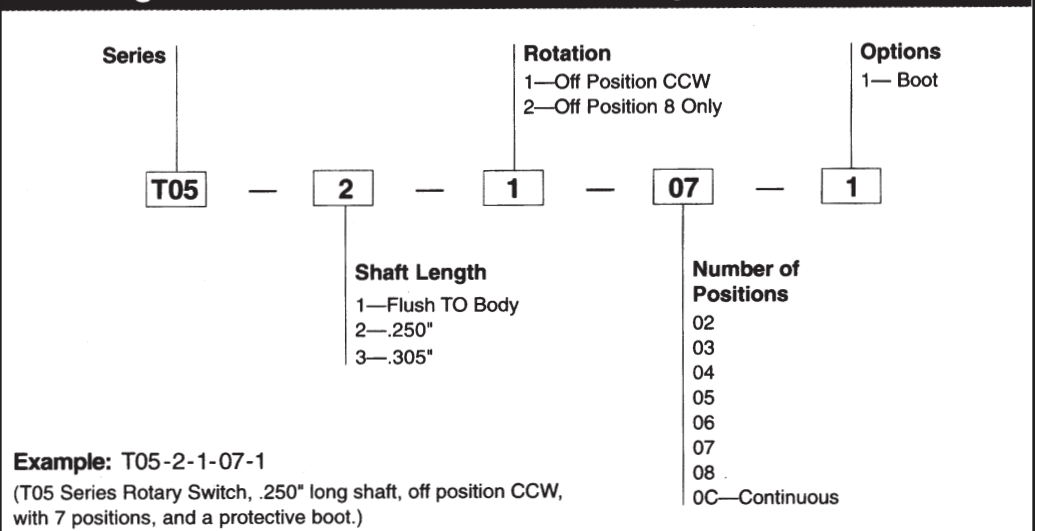 Series
Rotation
1—Off Position CCW
2—Off Position 8 Only
Options
1— Boot
T05 — 2 — 1 — 07 — 1
Shaft Length
1—Flush TO Body
2—.250"
3—.305"
Number of
Positions
02
03
04
05
06
07
08
0C—Continuous
Example: T05-2-1-07-1
(T05 Series Rotary Switch, .250" long shaft, off position CCW,
with 7 positions, and a protective boot.)